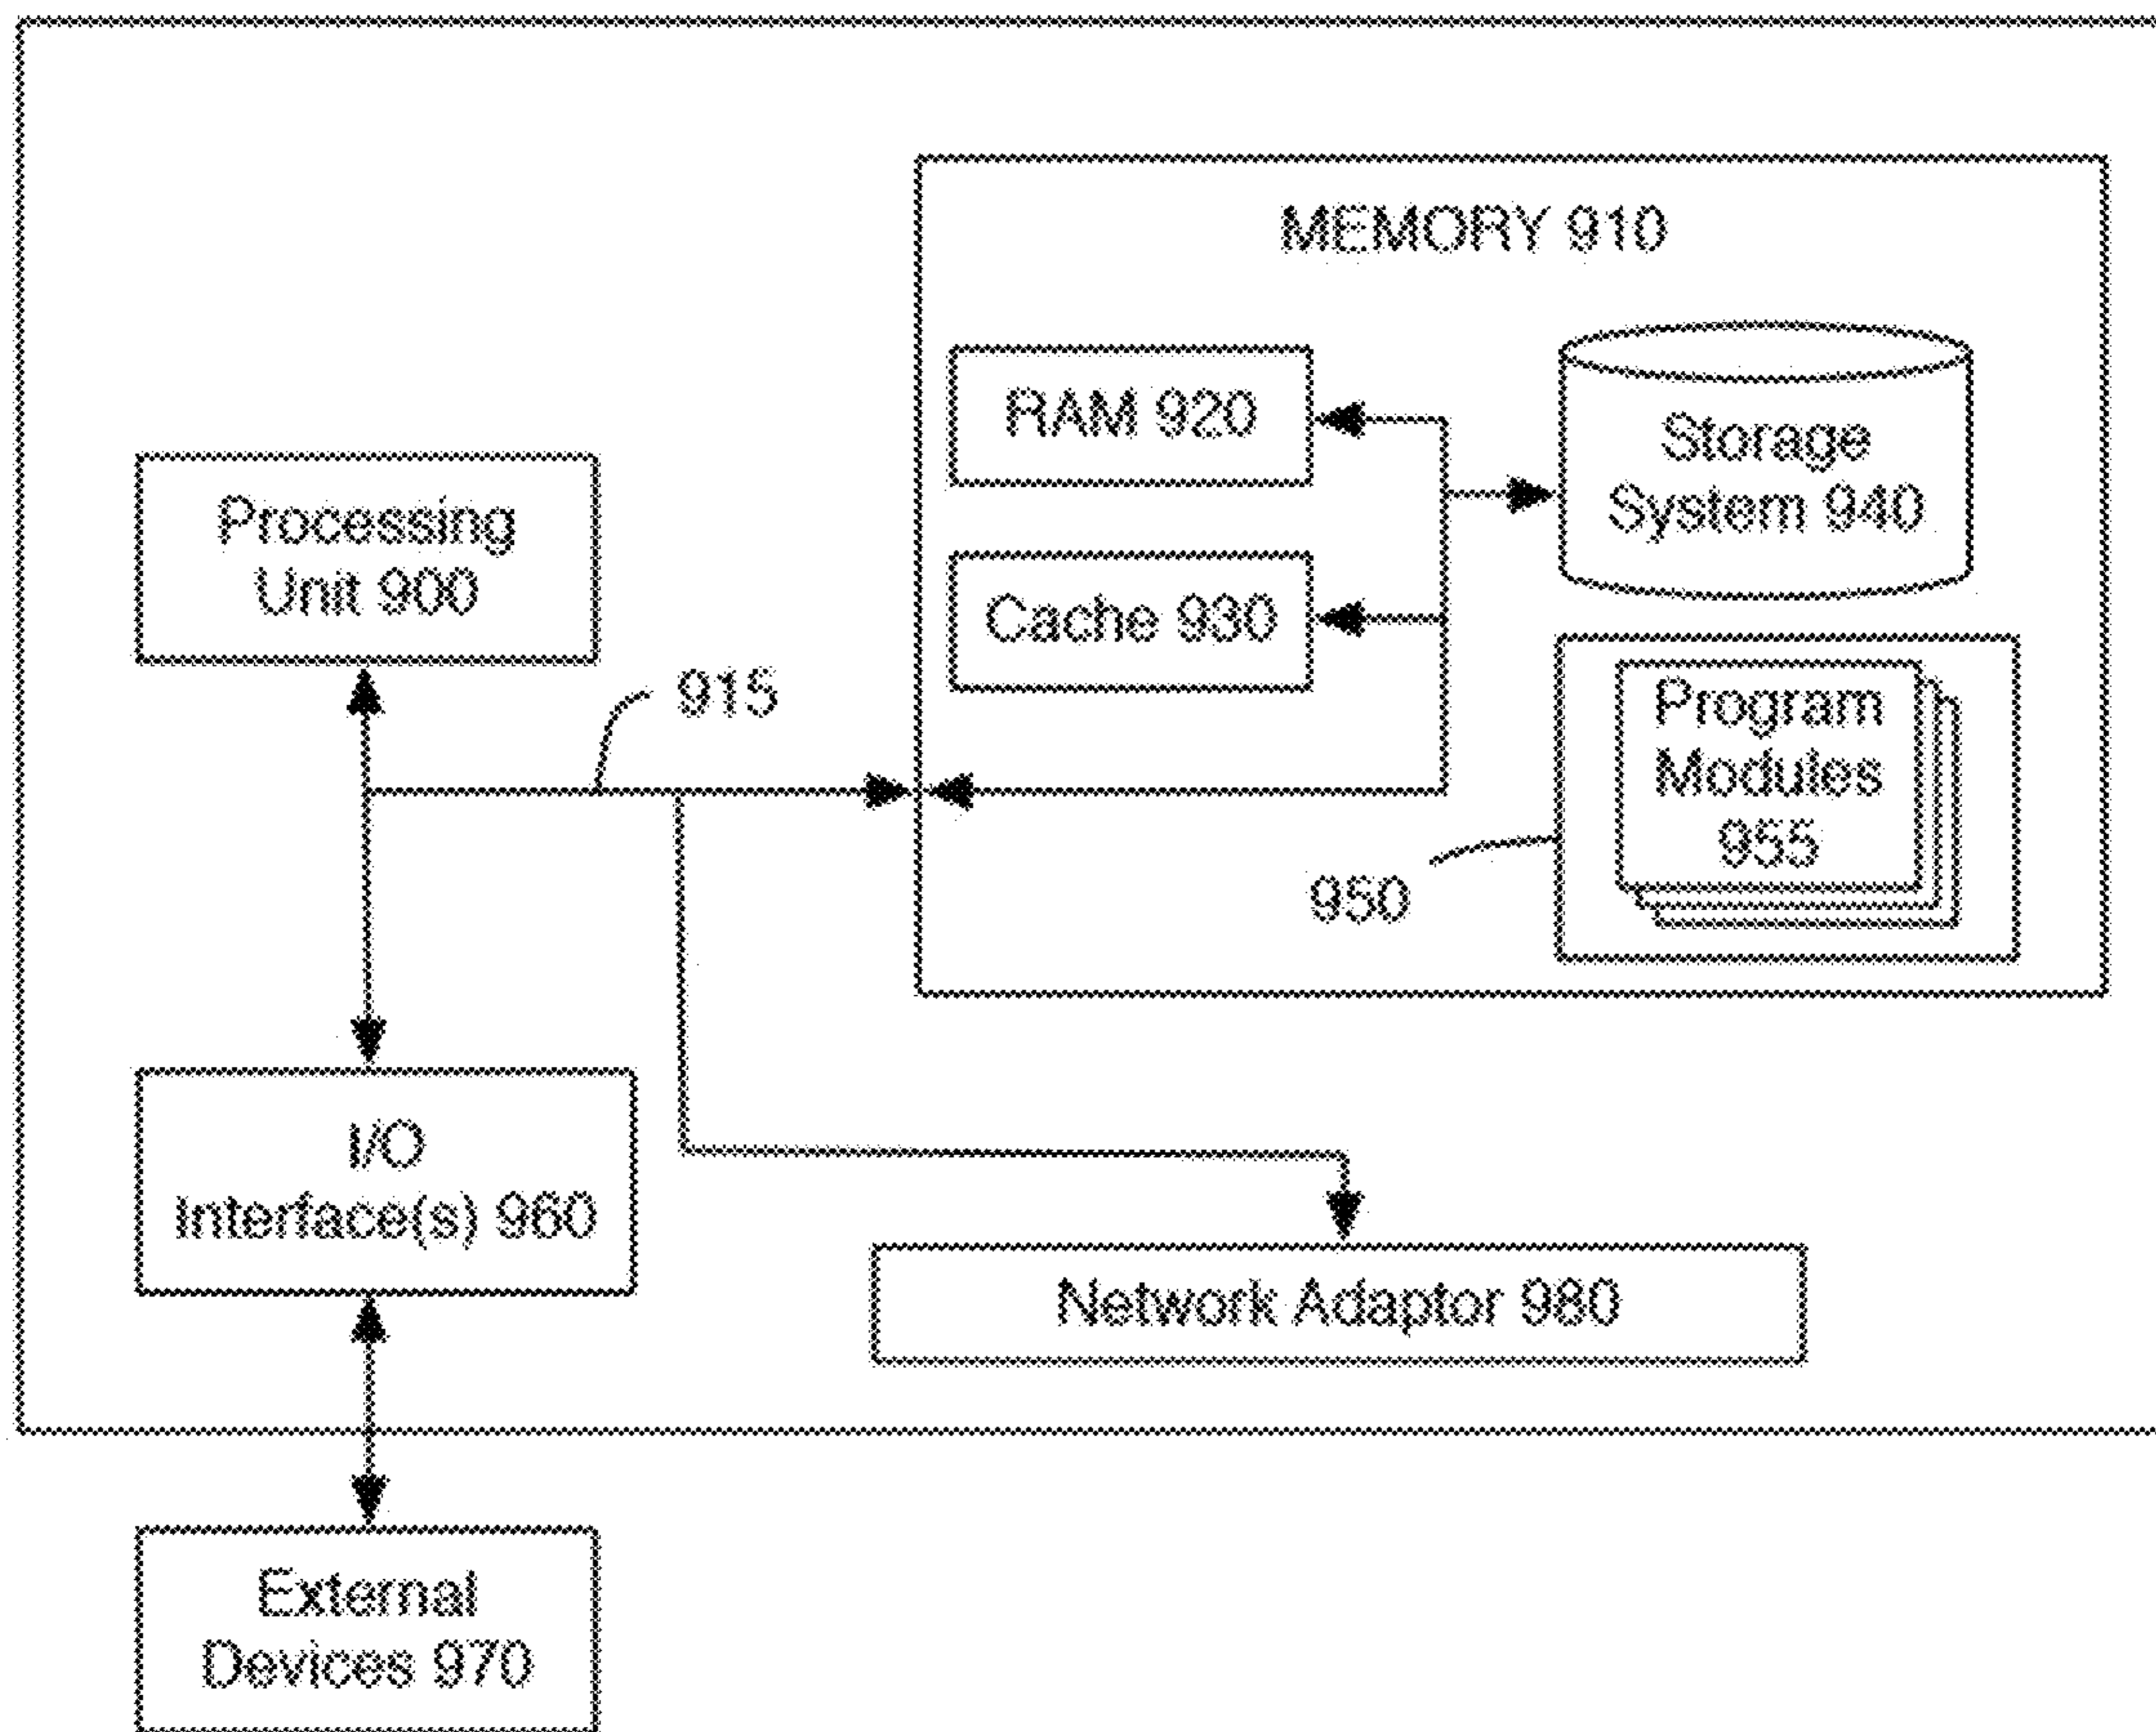 MEMORY 910
RAM 920
Storage
System 940
Processing
Unit 900
Cache 930
915
Program
Modules
955
950
I/O
Interface(s) 960
Network Adaptor 980
External
Devices 970